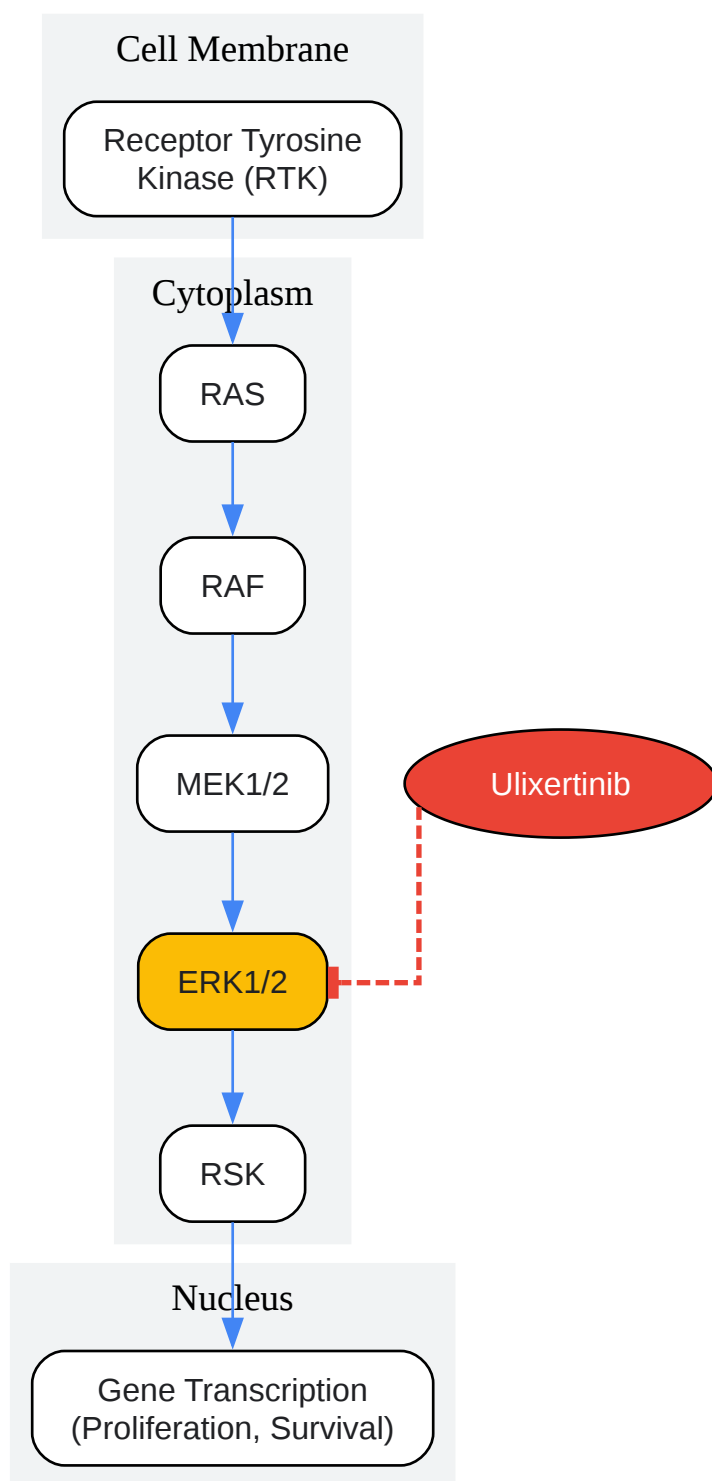 Cell Membrane
Receptor Tyrosine
Kinase (RTK)
Cytoplasm
RAS
RAF
MEK1/2
Ulixertinib
ERK1/2
RSK
Nucleus
Gene Transcription
(Proliferation, Survival)